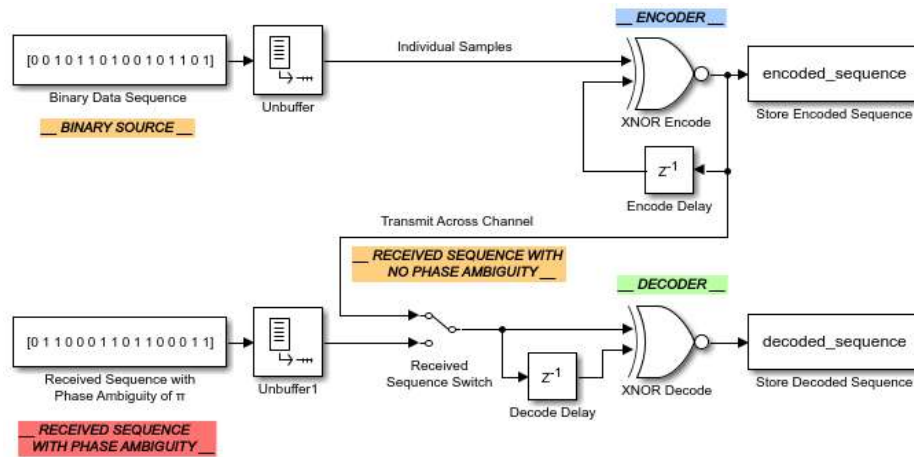 __ ENCODER __
[0 0 1 0 1 1 0 1 0 0 1 0 1 1 0 1]
Individual Samples
encoded_sequence
Binary Data Sequence
Unbuffer
XNOR Encode
Store Encoded Sequence
__ BINARY SOURCE __
Z-1
Encode Delay
Transmit Across Channel
__ RECEIVED SEQUENCE WITH
NO PHASE AMBIGUITY __
__ DECODER __
[0 1 1 0 0 0 1 1 0 1 1 0 0 0 1 1]
decoded_sequence
Received Sequence with
Phase Ambiguity of π
Unbuffer1
Received
Sequence Switch
Z-1
Decode Delay
XNOR Decode
Store Decoded Sequence
__ RECEIVED SEQUENCE
WITH PHASE AMBIGUITY __